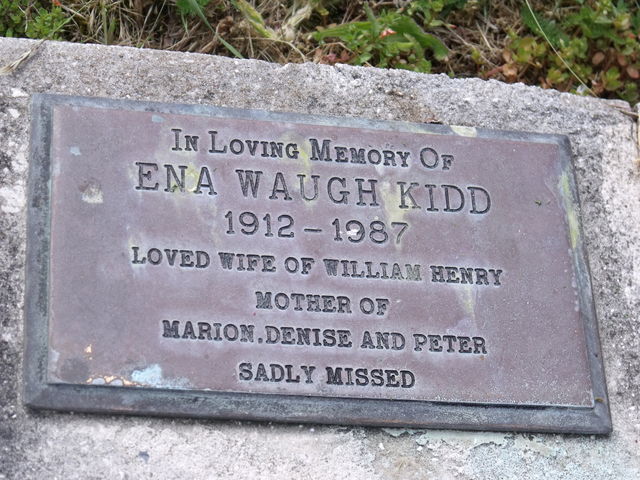 In Loving Memory Of
ENA WAUGH KIDD
1912 - 1987
LOVED WIFE OF WILLIAM HENRY
MOTHER OF
MARION.DENISE AND PETER
SADLY MISSED